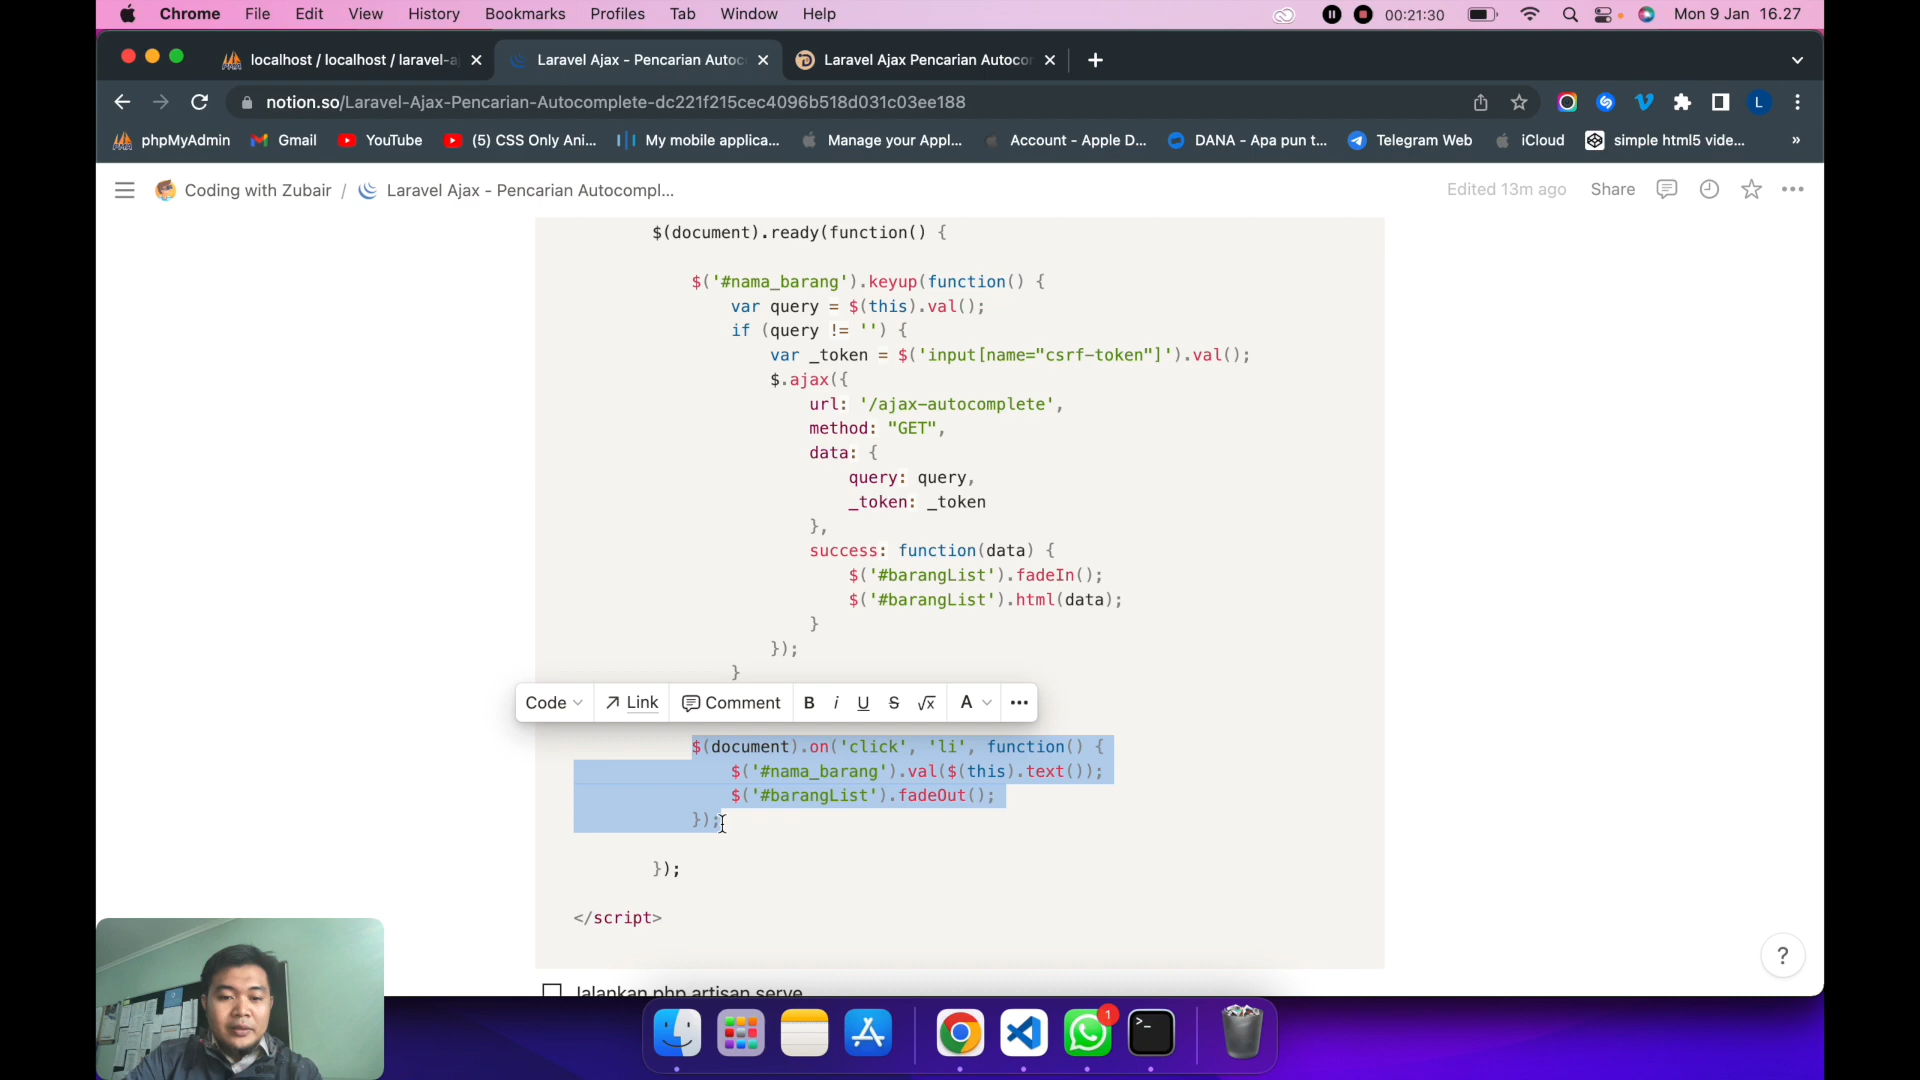 Chrome File Edit View History Bookmarks Profiles Tab Window Help 00:21:30 Mon 9 Jan 16.27
localhost / localhost / laravel-a Laravel Ajax - Pencarian Autoc Laravel Ajax Pencarian Autocor
notion.so/Laravel-Ajax-Pencarian-Autocomplete-dc221f215cec4096b518d031c03ee188 L
phpMyAdmin Gmail YouTube (5) CSS Only Ani... My mobile applica... Manage your Appl... Account - Apple D... DANA - Apa pun t... Telegram Web iCloud simple html5 vide... »
Coding with Zubair / Laravel Ajax - Pencarian Autocompl... Edited 13m ago Share
$(document).ready(function() {
$('#nama_barang').keyup(function() {
var query = $(this).val();
if (query != '') {
var _token = $('input[name="csrf-token"]').val();
$.ajax({
url: '/ajax-autocomplete',
method: "GET",
data: {
query: query,
_token: _token
},
success: function(data) {
$('#barangList').fadeIn();
$('#barangList').html(data);
}
});
}
Code Link Comment B i U S √x A •••
$(document).on('click', 'li', function() {
$('#nama_barang').val($(this).text());
$('#barangList').fadeOut();
});
});
</script>
?
Jalankan php artisan serve
1